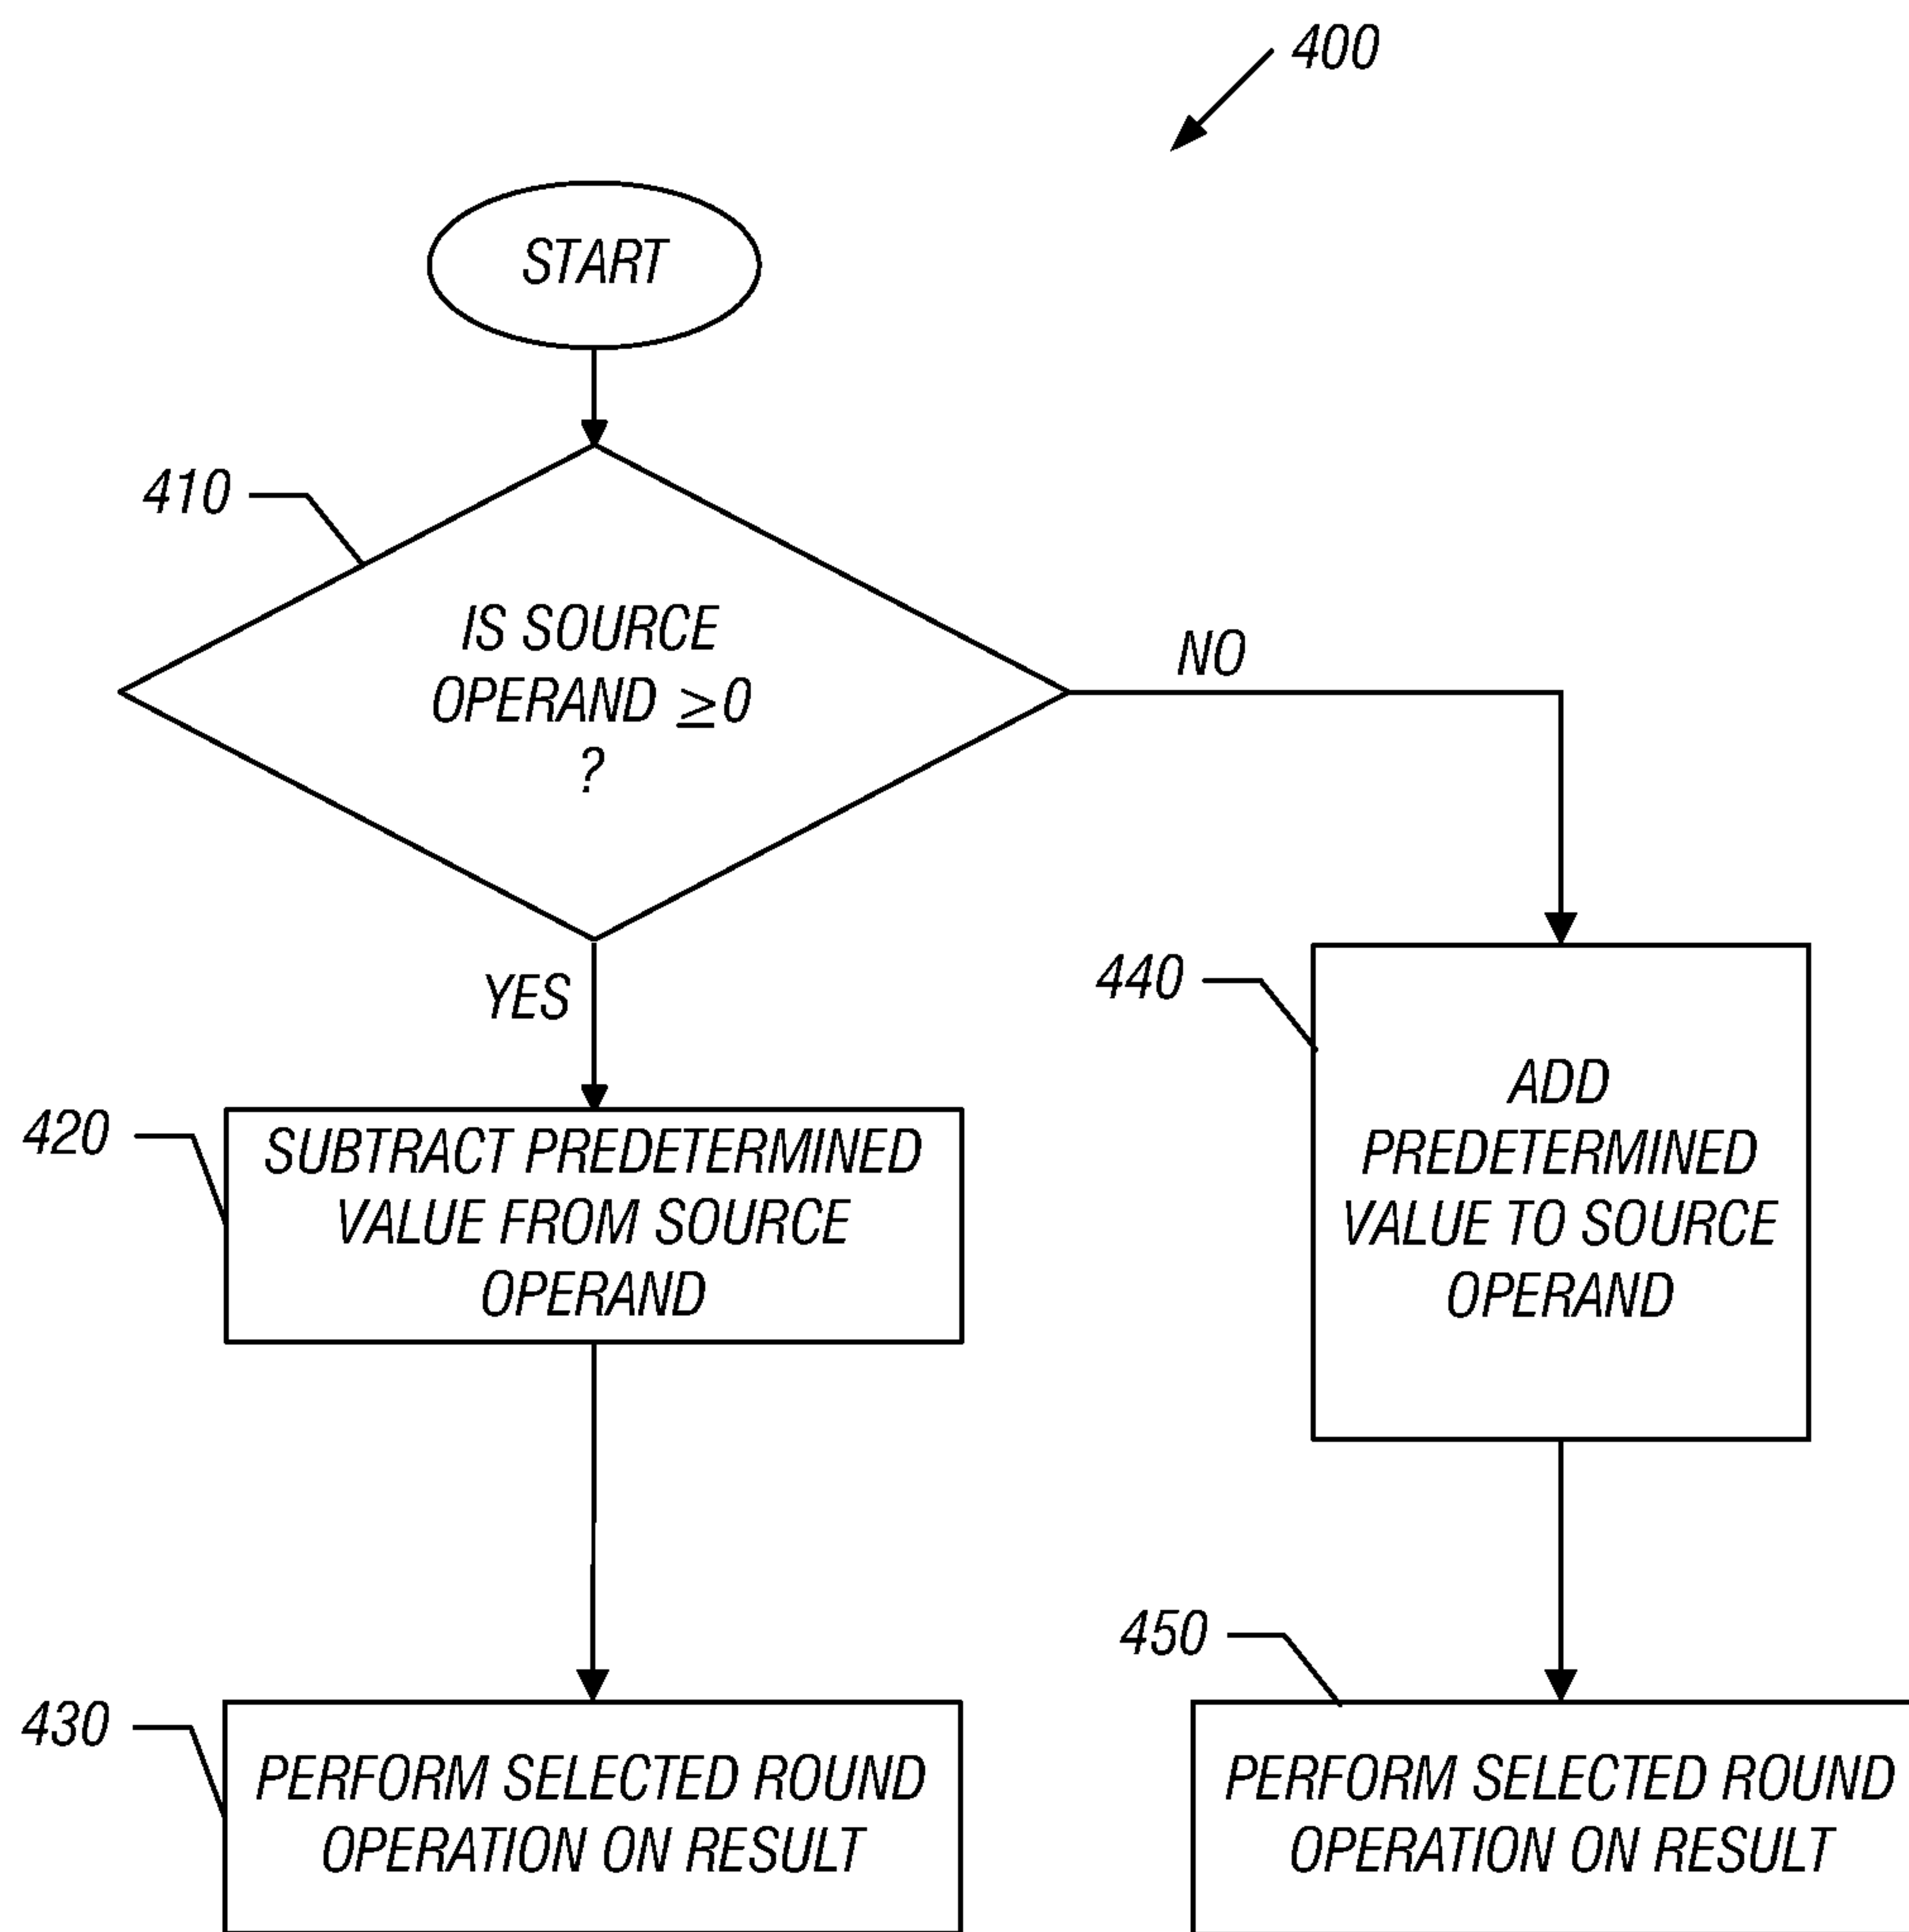 400
START
410
IS SOURCE
OPERAND ≥0
?
NO
YES
440
ADD
PREDETERMINED
VALUE TO SOURCE
OPERAND
420
SUBTRACT PREDETERMINED
VALUE FROM SOURCE
OPERAND
450
430
PERFORM SELECTED ROUND
OPERATION ON RESULT
PERFORM SELECTED ROUND
OPERATION ON RESULT